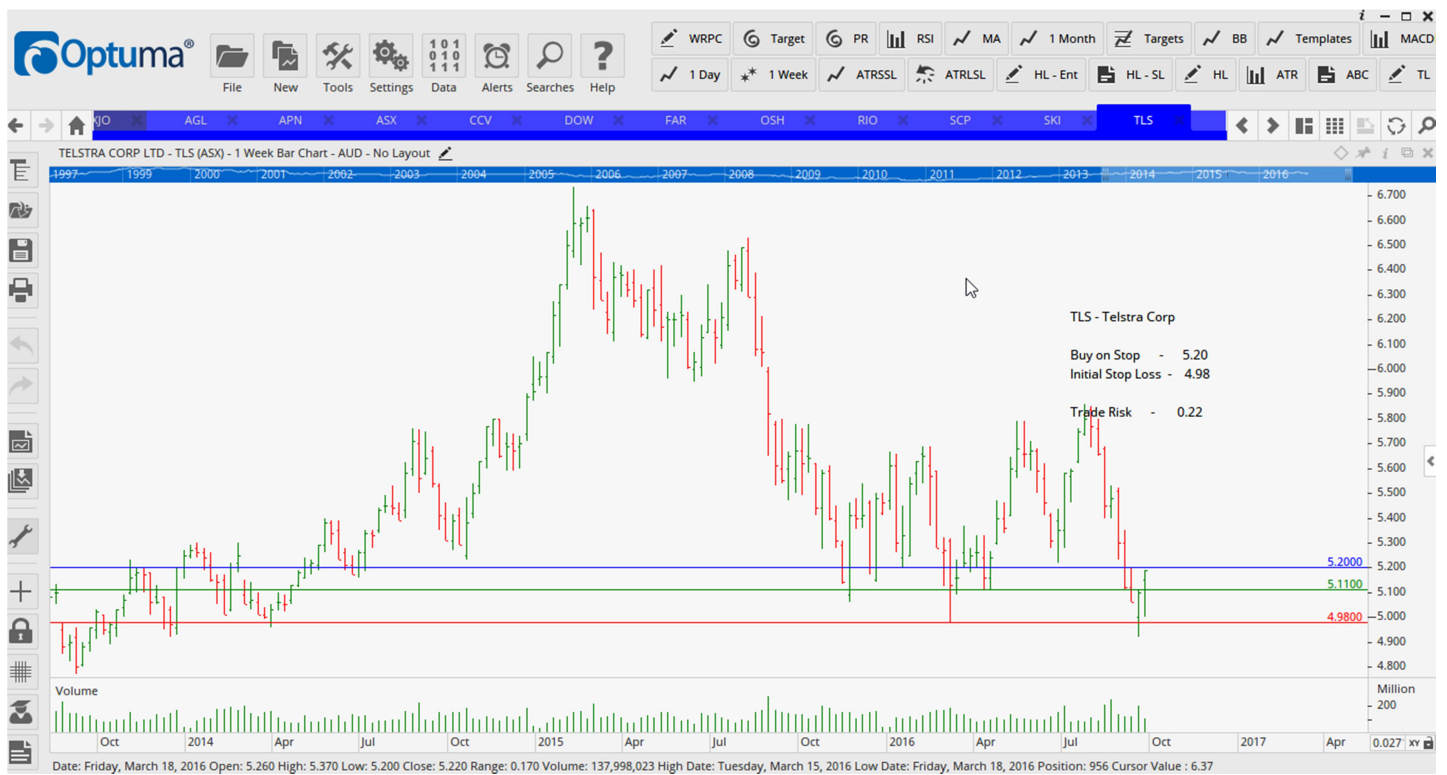 Optuma®
File New Tools Settings Data Alerts Searches Help
WRPC Target PR RSI MA 1 Month Targets BB Templates MACD
1 Day 1 Week ATRSSL ATRLSL HL - Ent HL - SL HL ATR ABC TL
XJO AGL APN ASX CCV DOW FAR OSH RIO SCP SKI TLS
TELSTRA CORP LTD - TLS (ASX) - 1 Week Bar Chart - AUD - No Layout
1997 1999 2000 2001 2002 2003 2004 2005 2006 2007 2008 2009 2010 2011 2012 2013 2014 2015 2016
6.700
6.600
6.500
6.400
6.300
TLS - Telstra Corp
6.200
6.100
Buy on Stop - 5.20
Initial Stop Loss - 4.98
6.000
5.900
Trade Risk - 0.22
5.800
5.700
5.600
5.500
5.400
5.300
5.2000
5.200
5.1100
5.100
4.9800
5.000
4.900
4.800
Volume
Million
200
Oct 2014 Apr Jul Oct 2015 Apr Jul Oct 2016 Apr Jul Oct 2017 Apr 0.027 XY
Date: Friday, March 18, 2016 Open: 5.260 High: 5.370 Low: 5.200 Close: 5.220 Range: 0.170 Volume: 137,998,023 High Date: Tuesday, March 15, 2016 Low Date: Friday, March 18, 2016 Position: 956 Cursor Value : 6.37